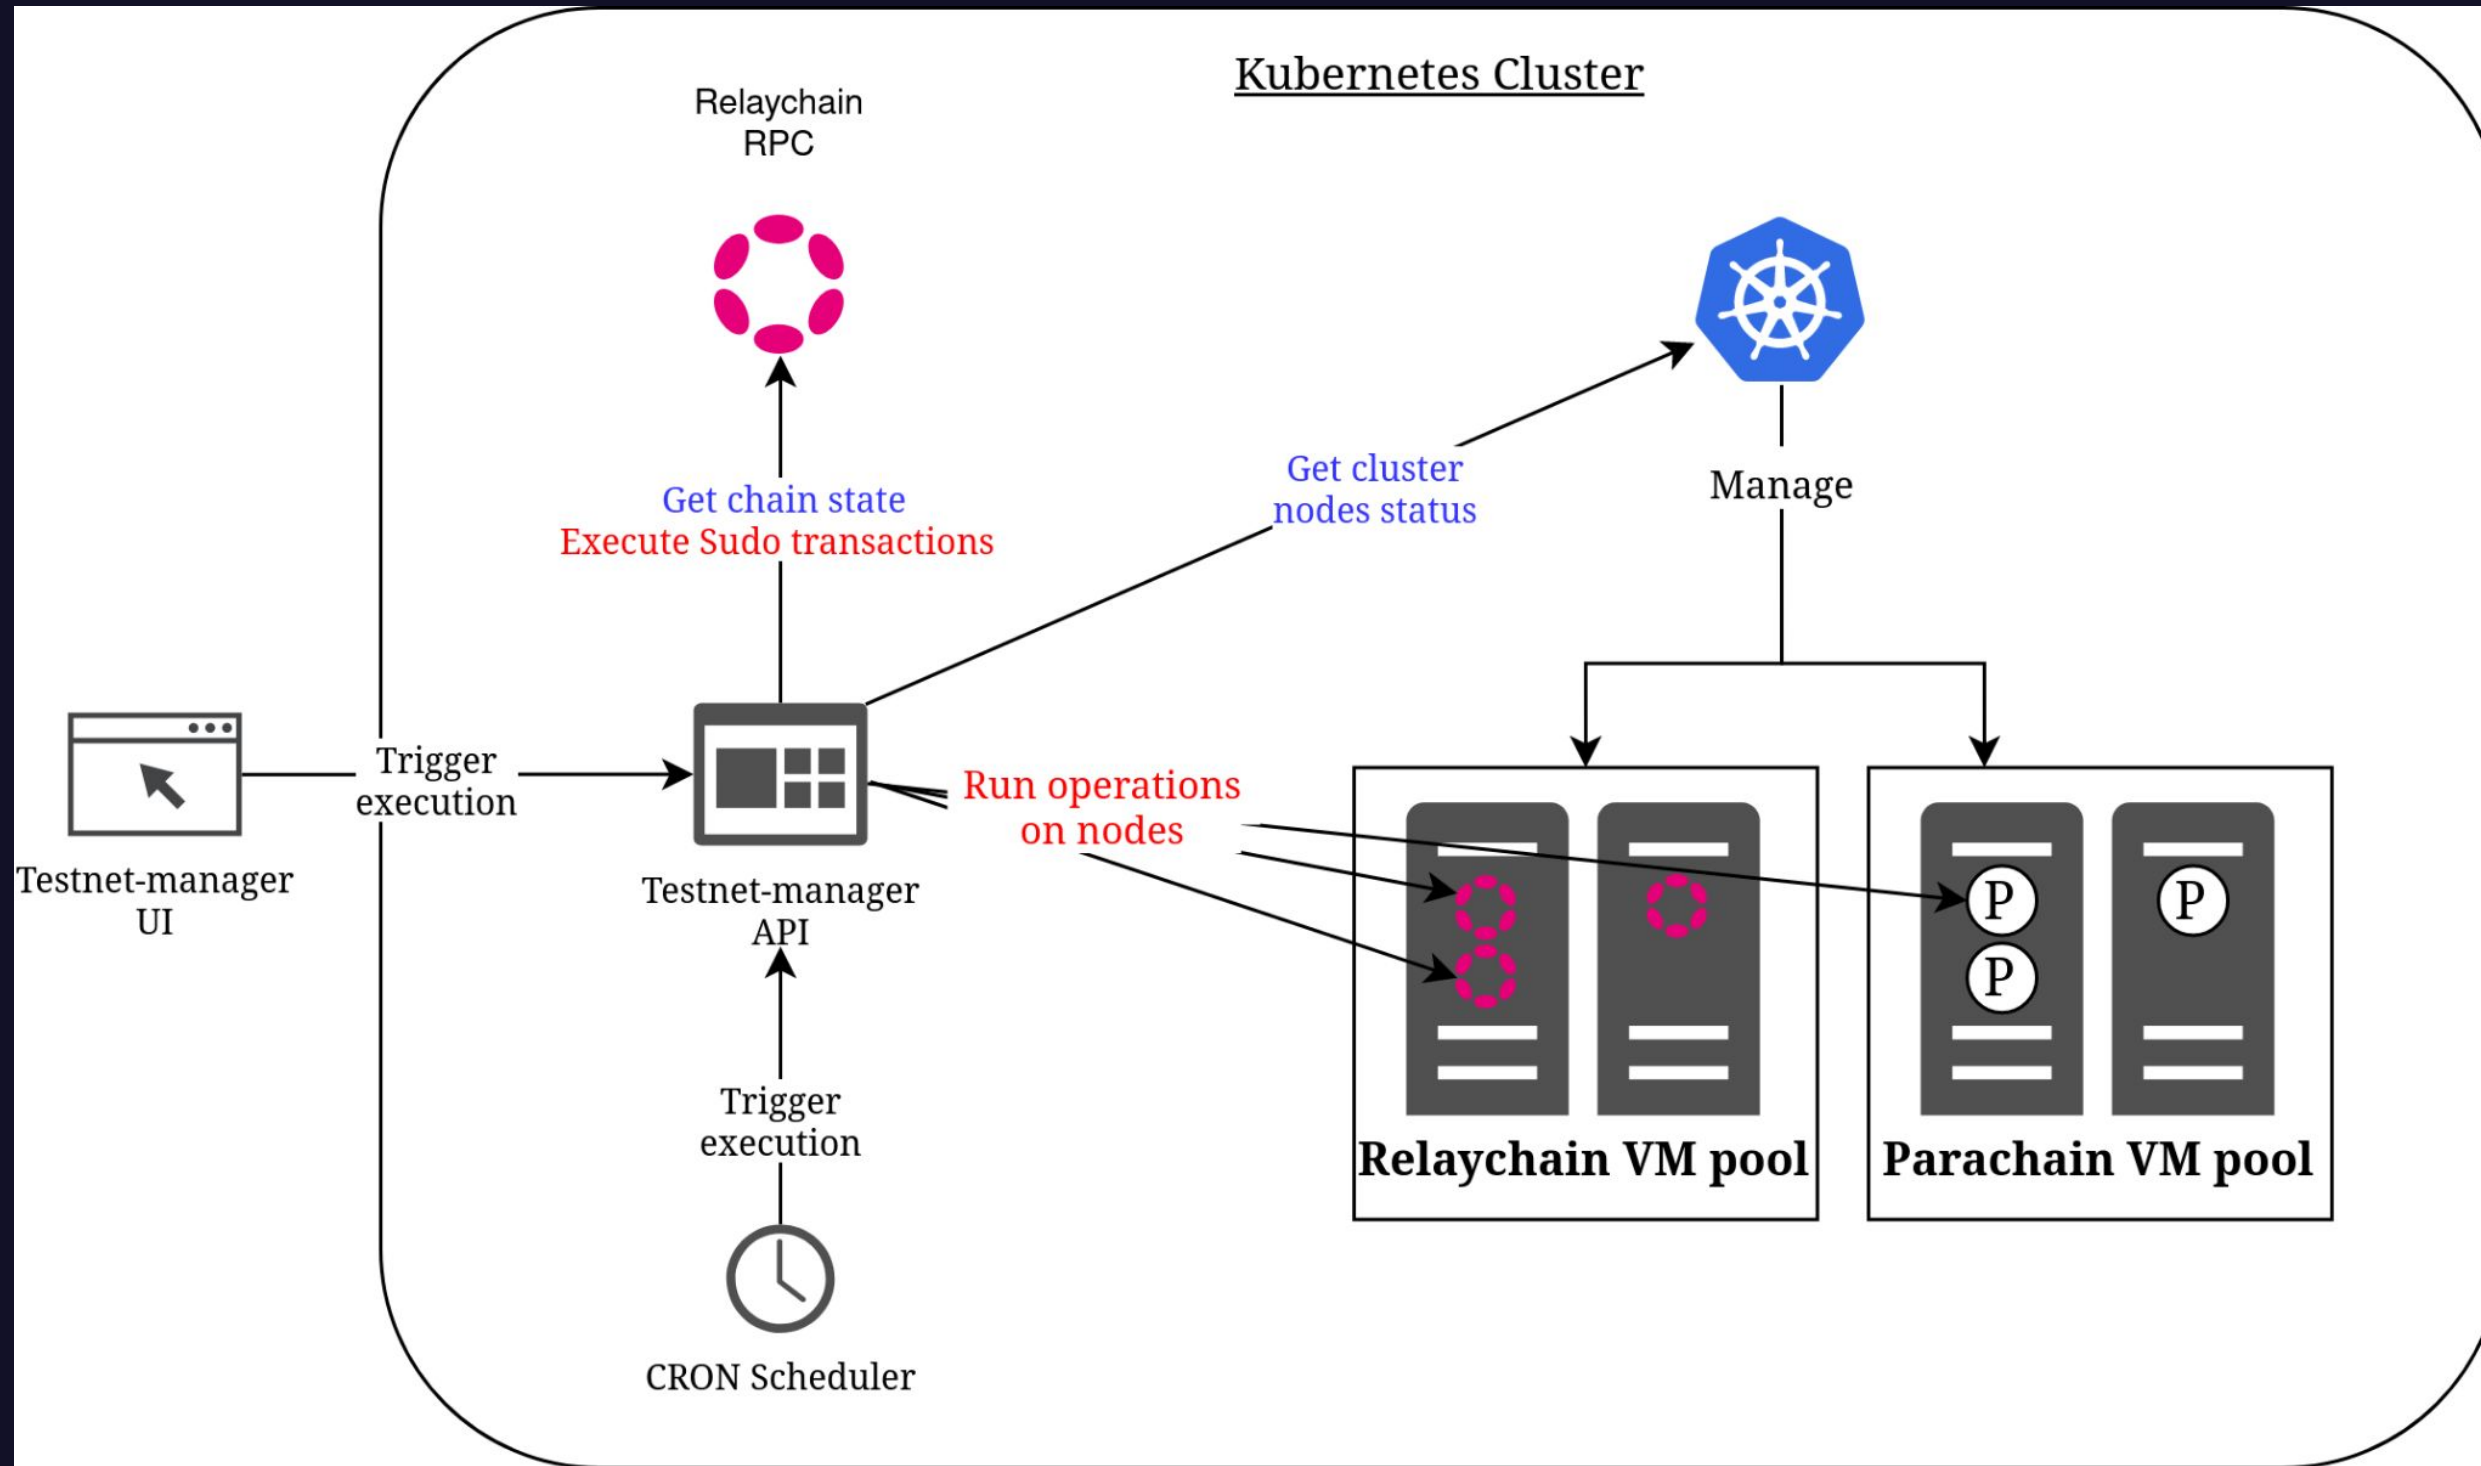 Kubernetes Cluster
Relaychain
RPC
Get chain state
Execute Sudo transactions
Get cluster
nodes status
Manage
Trigger
execution
Testnet-manager
UI
Testnet-manager
API
Run operations
on nodes
Trigger
execution
CRON Scheduler
P
P
P
Relaychain VM pool
Parachain VM pool